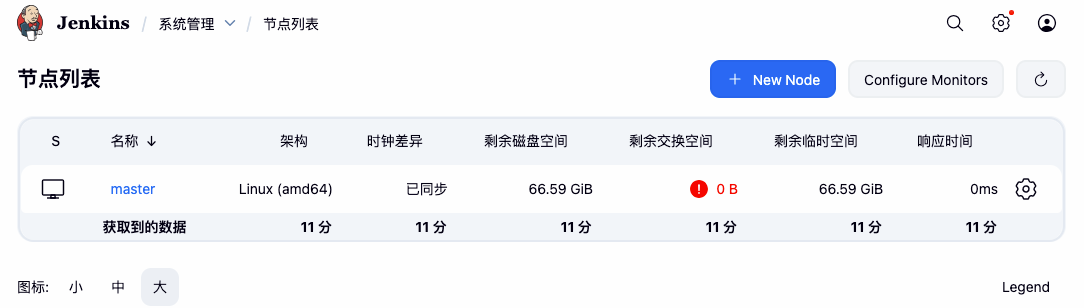 Jenkins / 系统管理 / 节点列表
节点列表
+ New Node
Configure Monitors
S 名称 ↓ 架构 时钟差异 剩余磁盘空间 剩余交换空间 剩余临时空间 响应时间
master Linux (amd64) 已同步 66.59 GiB ! 0 B 66.59 GiB 0ms
获取到的数据 11 分 11 分 11 分 11 分 11 分 11 分
图标: 小 中 大 Legend